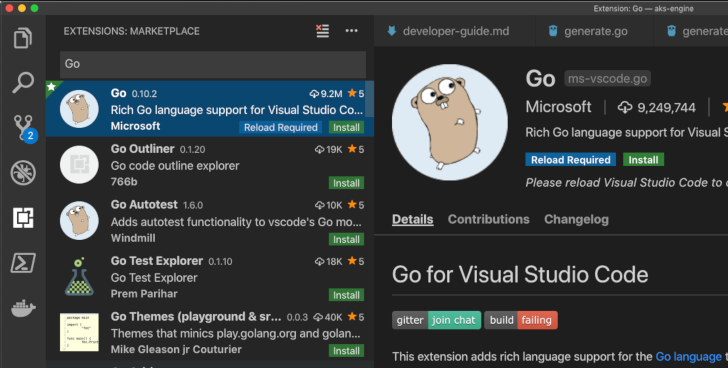 Extension: Go — aks-engine
EXTENSIONS: MARKETPLACE
Go
Go 0.10.2 9.2M 5
Rich Go language support for Visual Studio Co...
Microsoft Reload Required Install
Go Outliner 0.1.20 19K 5
Go code outline explorer
766b Install
Go Autotest 1.6.0 10K 5
Adds autotest functionality to vscode's Go mo...
Windmill Install
Go Test Explorer 0.1.10 18K 5
Go Test Explorer
Prem Parihar Install
Go Themes (playground & sr... 0.0.3 40K 5
Themes that minics play.golang.org and golan...
Mike Gleason jr Couturier Install
2
developer-guide.md generate.go generate
Go ms-vscode.go
Microsoft 9,249,744
Rich Go language support for Visual S
Reload Required Install
Please reload Visual Studio Code to
Details Contributions Changelog
Go for Visual Studio Code
gitter join chat build failing
This extension adds rich language support for the Go language